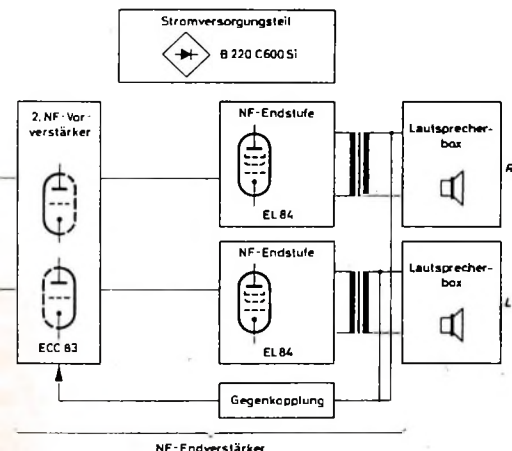 Stromversorgungsteil
B 220 C600 Si
2. NF-Vor-
verstärker
ECC 83
NF-Endstufe
EL 84
Lautsprecher-
box
R
NF-Endstufe
EL 84
Lautsprecher-
box
L
Gegenkopplung
NF-Endverstärker